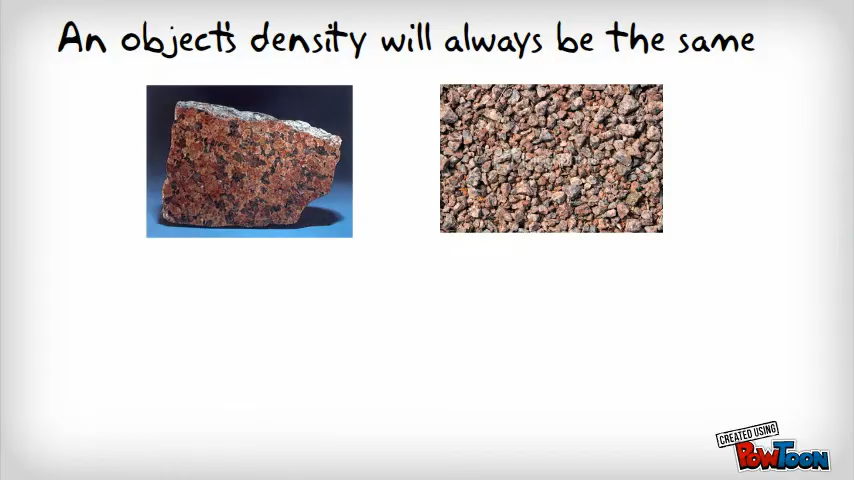 An object's density will always be the same
CREATED USING
PowToon